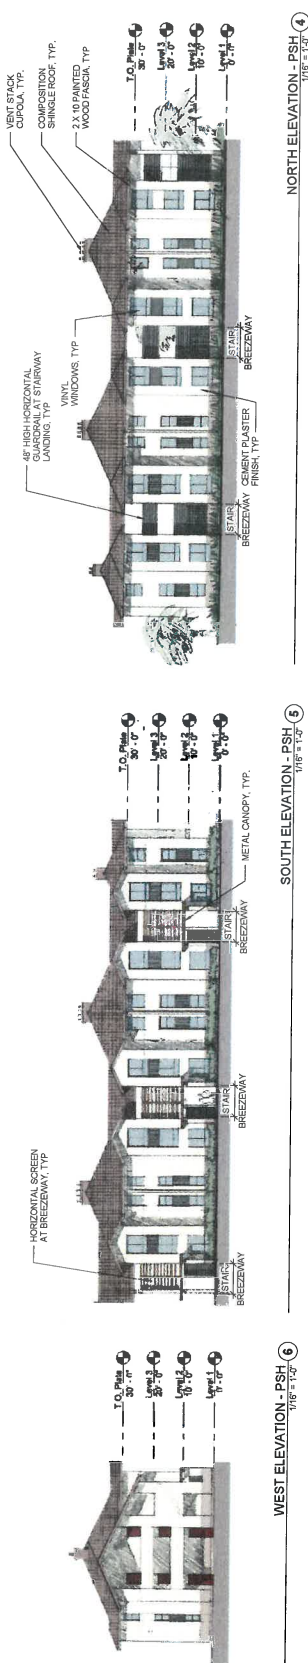 VENT STACK
CUPOLA, TYP.
COMPOSITION
SHINGLE ROOF, TYP.
2 X 10 PAINTED
WOOD FASCIA, TYP
48" HIGH HORIZONTAL
GUARDRAIL AT STAIRWAY
LANDING, TYP
VINYL
WINDOWS, TYP
T.O. Plate
30' - 0"
Level 3
20' - 0"
Level 2
10' - 0"
Level 1
0' - 0"
STAIR
BREEZEWAY
CEMENT PLASTER
FINISH, TYP
STAIR
BREEZEWAY
NORTH ELEVATION - PSH 4
1/16" = 1'-0"
HORIZONTAL SCREEN
AT BREEZEWAY, TYP
T.O. Plate
30' - 0"
Level 3
20' - 0"
Level 2
10' - 0"
Level 1
0' - 0"
METAL CANOPY, TYP.
STAIR
BREEZEWAY
STAIR
BREEZEWAY
STAIR
BREEZEWAY
SOUTH ELEVATION - PSH 5
1/16" = 1'-0"
T.O. Plate
30' - 0"
Level 3
20' - 0"
Level 2
10' - 0"
Level 1
0' - 0"
WEST ELEVATION - PSH 6
1/16" = 1'-0"